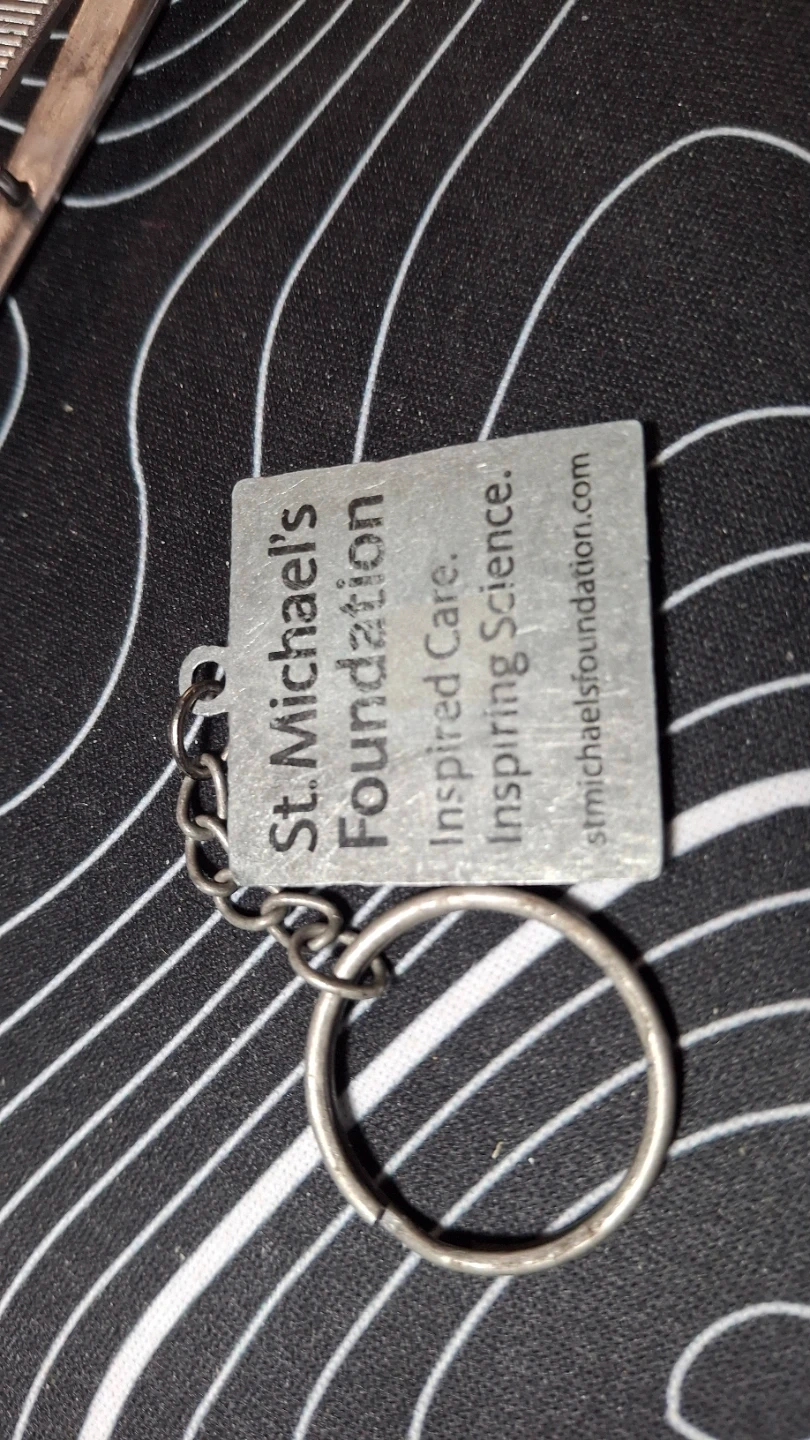 St. Michael's
Foundation
Inspired Care.
Inspiring Science.
stmichaelsfoundation.com